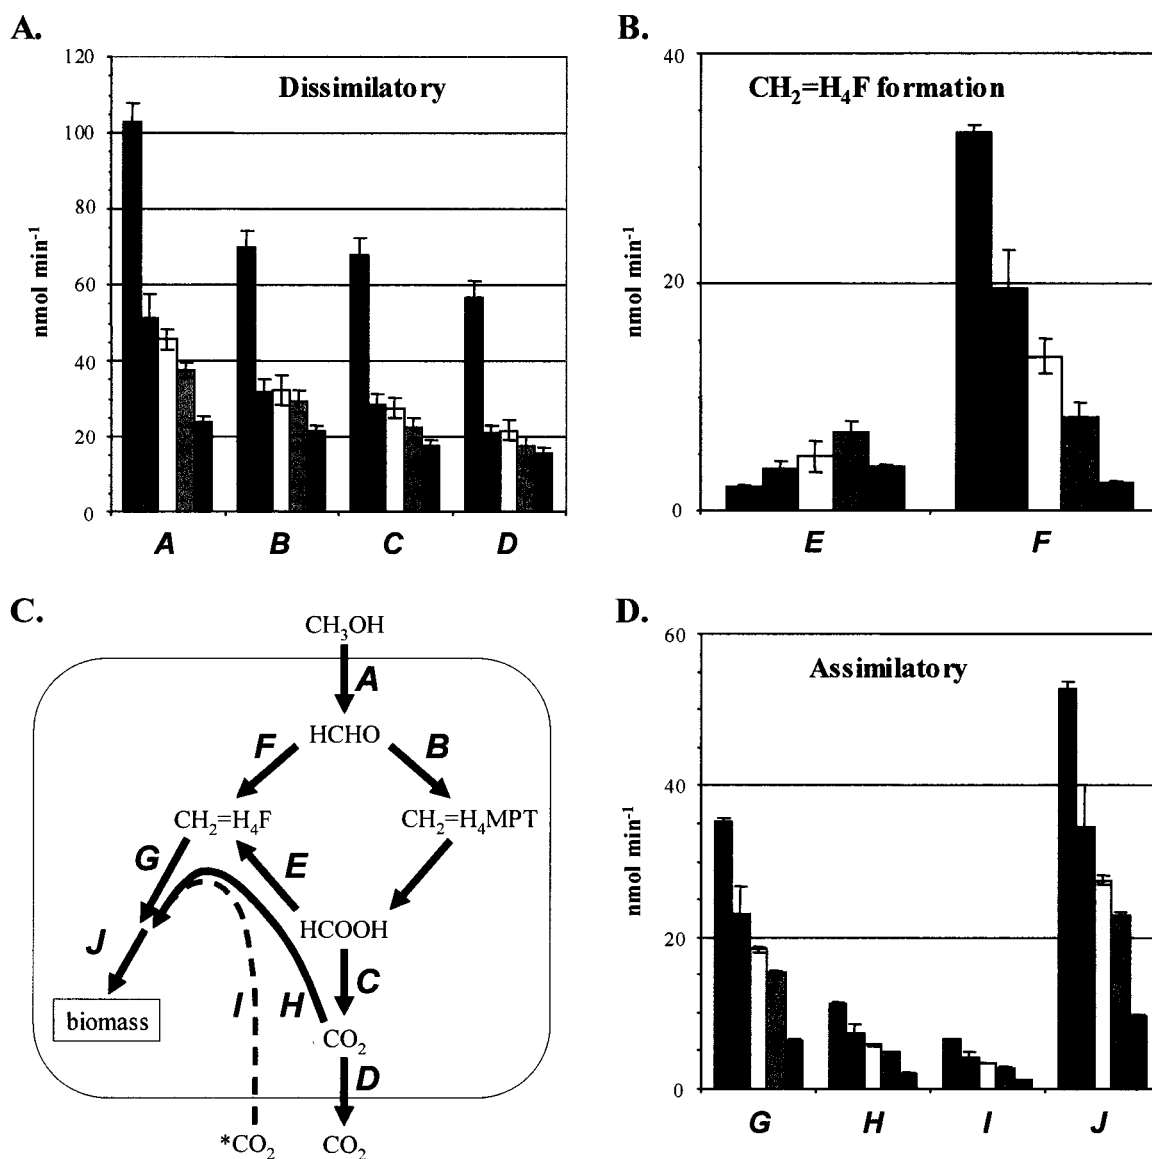 A.
120
100
80
60
40
20
0
nmol min⁻¹
Dissimilatory
A B C D
B.
40
20
0
nmol min⁻¹
CH₂=H₄F formation
E F
C.
CH₃OH
A
HCHO
F B
CH₂=H₄F CH₂=H₄MPT
G E
HCOOH
J C
I H
biomass
CO₂
D
*CO₂ CO₂
D.
60
40
20
0
nmol min⁻¹
Assimilatory
G H I J